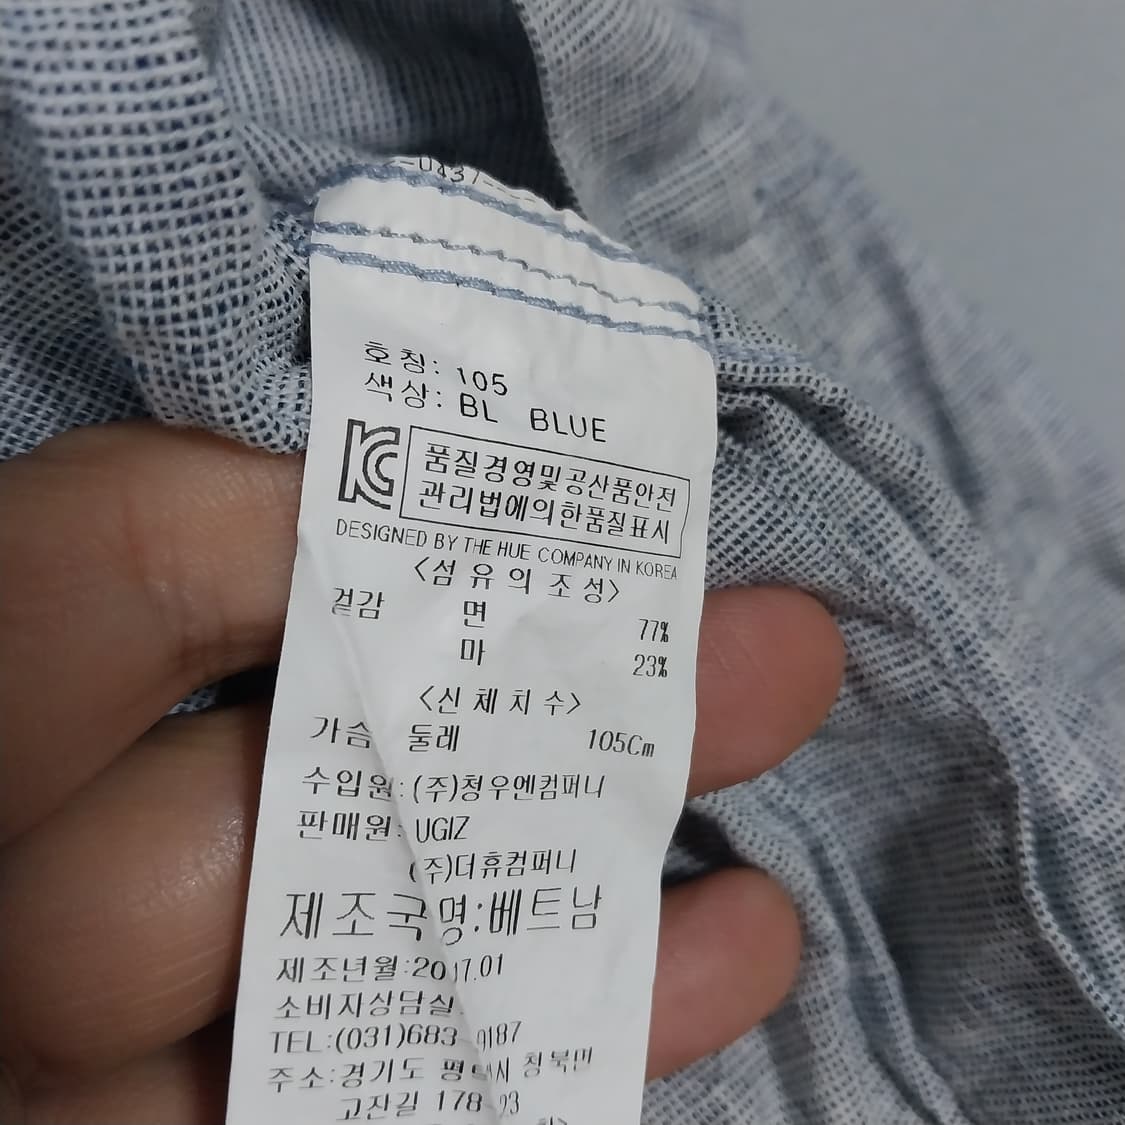 호칭: 105
색상: BL BLUE
품질경영및공산품안전
관리법에의한품질표시
DESIGNED BY THE HUE COMPANY IN KOREA
<섬유의 조성>
겉감 면 77%
마 23%
<신체치수>
가슴 둘레 105Cm
수입원: (주)청우엔컴퍼니
판매원: UGIZ
(주)더휴컴퍼니
제조국명:베트남
제조년월:2017.01
소비자상담실
TEL:(031)683 0187
주소:경기도 평택시 청북면
고잔길 178